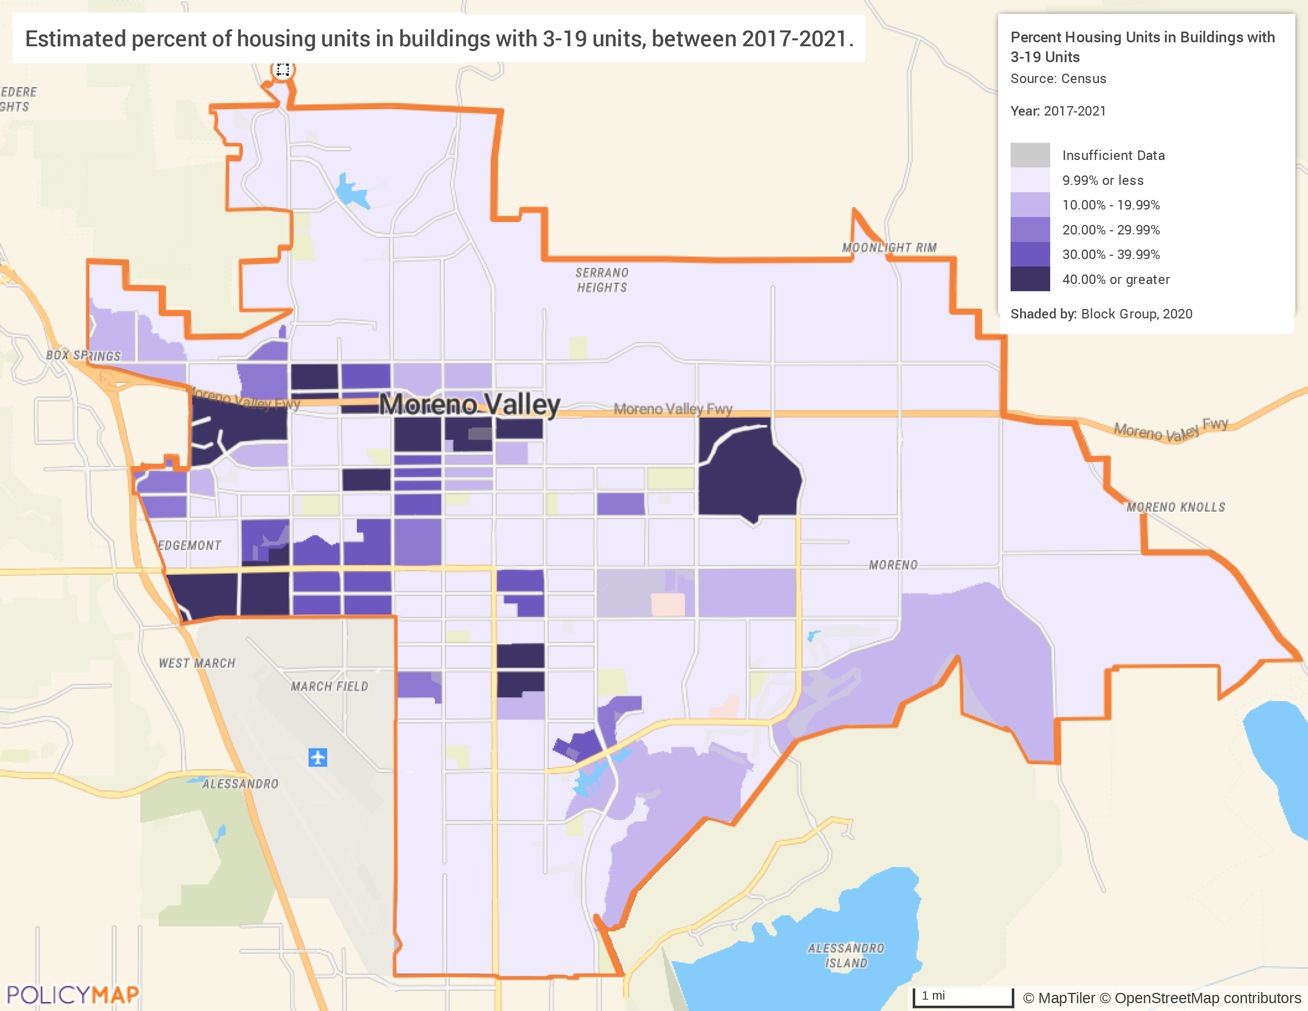 Estimated percent of housing units in buildings with 3-19 units, between 2017-2021.
Percent Housing Units in Buildings with
3-19 Units
Source: Census
Year: 2017-2021
Insufficient Data
9.99% or less
10.00% - 19.99%
20.00% - 29.99%
30.00% - 39.99%
40.00% or greater
Shaded by: Block Group, 2020
EDERE
GHTS
MOONLIGHT RIM
SERRANO
HEIGHTS
BOX SPRINGS
Moreno Valley Fwy
Moreno Valley
Moreno Valley Fwy
Moreno Valley Fwy
MORENO KNOLLS
EDGEMONT
MORENO
WEST MARCH
MARCH FIELD
ALESSANDRO
ALESSANDRO
ISLAND
POLICYMAP
1 mi
© MapTiler © OpenStreetMap contributors